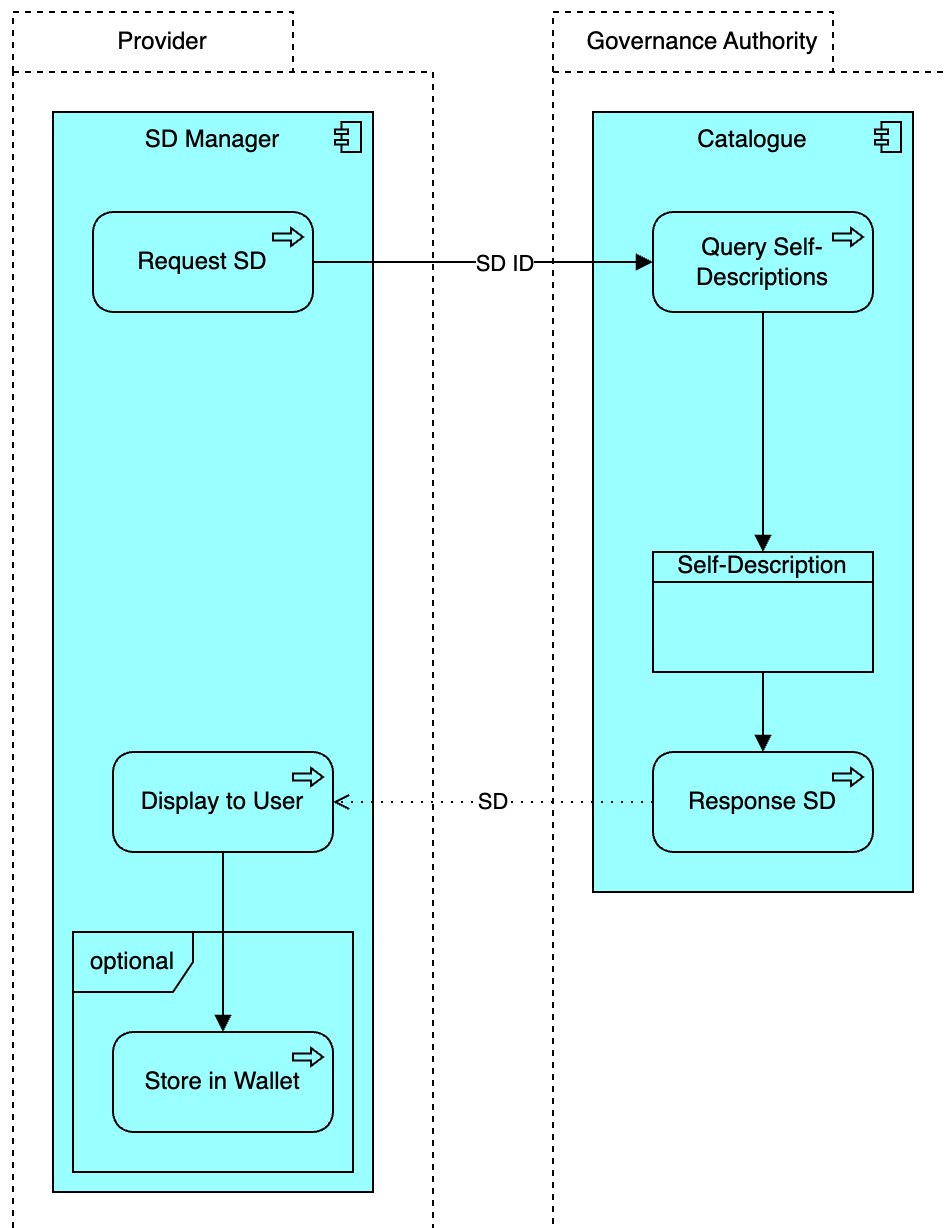 Provider
Governance Authority
SD Manager
Catalogue
Request SD
SD ID
Query Self-
Descriptions
Self-Description
Display to User
SD
Response SD
optional
Store in Wallet